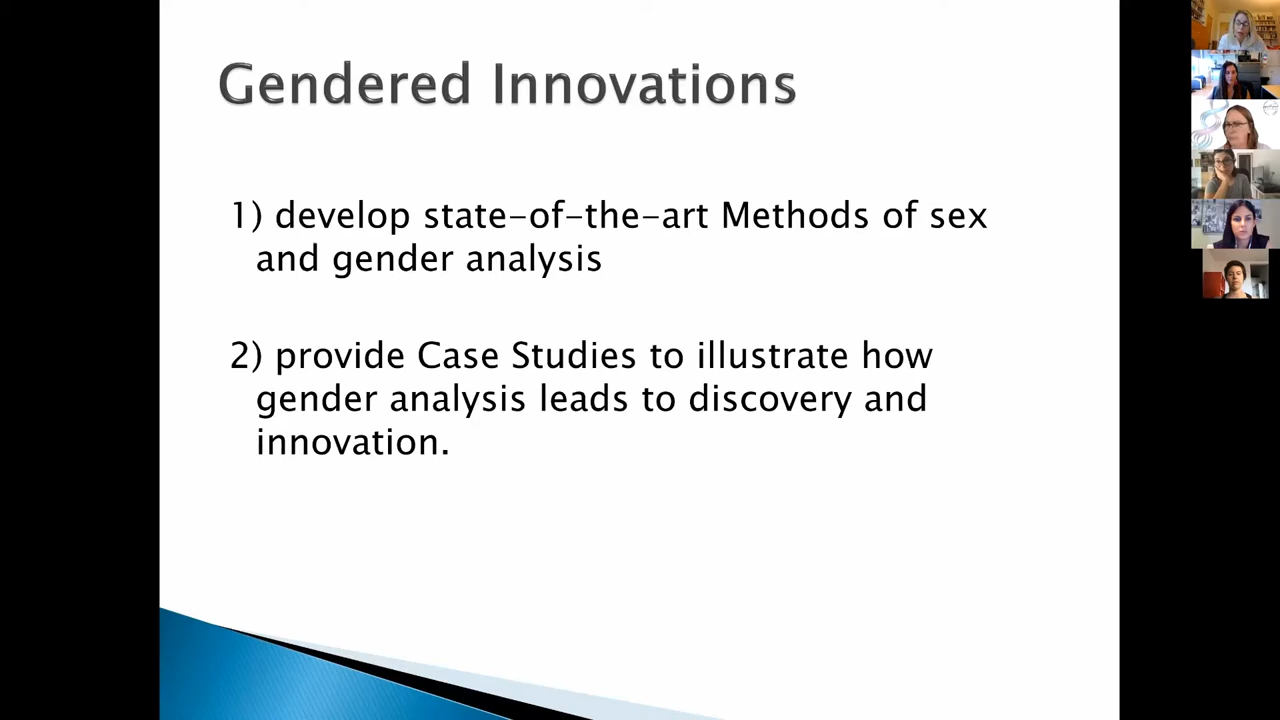 Gendered Innovations
1) develop state-of-the-art Methods of sex
and gender analysis
2) provide Case Studies to illustrate how
gender analysis leads to discovery and
innovation.